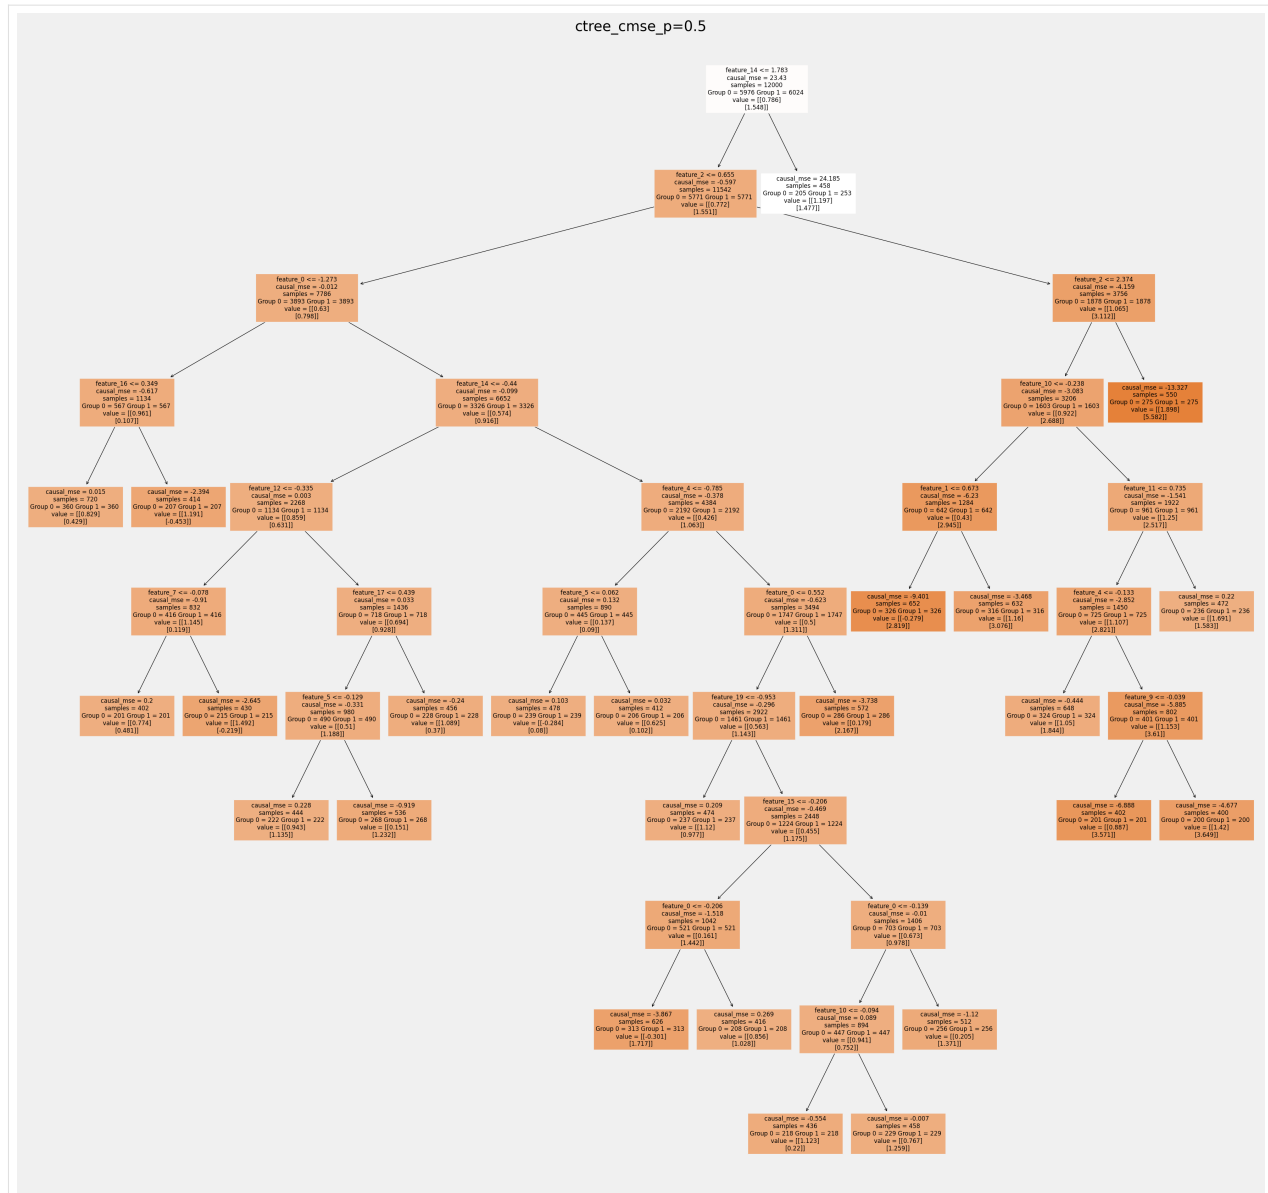 ctree_cmse_p=0.5
feature_14 <= 1.783
causal_mse = 23.43
samples = 12000
Group 0 = 5976 Group 1 = 6024
value = [[0.786]
[1.548]]
feature_2 <= 0.655
causal_mse = -0.597
samples = 11542
Group 0 = 5771 Group 1 = 5771
value = [[0.772]
[1.551]]
causal_mse = 24.185
samples = 458
Group 0 = 205 Group 1 = 253
value = [[1.197]
[1.477]]
feature_0 <= -1.273
causal_mse = -0.012
samples = 7786
Group 0 = 3893 Group 1 = 3893
value = [[0.63]
[0.798]]
feature_2 <= 2.374
causal_mse = -4.159
samples = 3756
Group 0 = 1878 Group 1 = 1878
value = [[1.065]
[3.112]]
feature_16 <= 0.349
causal_mse = -0.617
samples = 1134
Group 0 = 567 Group 1 = 567
value = [[0.961]
[0.107]]
feature_14 <= -0.44
causal_mse = -0.099
samples = 6652
Group 0 = 3326 Group 1 = 3326
value = [[0.574]
[0.916]]
feature_10 <= -0.238
causal_mse = -3.083
samples = 3206
Group 0 = 1603 Group 1 = 1603
value = [[0.922]
[2.688]]
causal_mse = -13.327
samples = 550
Group 0 = 275 Group 1 = 275
value = [[1.898]
[5.582]]
causal_mse = 0.015
samples = 720
Group 0 = 360 Group 1 = 360
value = [[0.829]
[0.429]]
causal_mse = -2.394
samples = 414
Group 0 = 207 Group 1 = 207
value = [[1.191]
[-0.453]]
feature_12 <= -0.335
causal_mse = 0.003
samples = 2268
Group 0 = 1134 Group 1 = 1134
value = [[0.859]
[0.631]]
feature_4 <= -0.785
causal_mse = -0.378
samples = 4384
Group 0 = 2192 Group 1 = 2192
value = [[0.426]
[1.063]]
feature_1 <= 0.673
causal_mse = -6.23
samples = 1284
Group 0 = 642 Group 1 = 642
value = [[0.43]
[2.945]]
feature_11 <= 0.735
causal_mse = -1.541
samples = 1922
Group 0 = 961 Group 1 = 961
value = [[1.25]
[2.517]]
feature_7 <= -0.078
causal_mse = -0.91
samples = 832
Group 0 = 416 Group 1 = 416
value = [[1.145]
[0.119]]
feature_17 <= 0.439
causal_mse = 0.033
samples = 1436
Group 0 = 718 Group 1 = 718
value = [[0.694]
[0.928]]
feature_5 <= 0.062
causal_mse = 0.132
samples = 890
Group 0 = 445 Group 1 = 445
value = [[0.137]
[0.09]]
feature_0 <= 0.552
causal_mse = -0.623
samples = 3494
Group 0 = 1747 Group 1 = 1747
value = [[0.5]
[1.311]]
causal_mse = -9.401
samples = 652
Group 0 = 326 Group 1 = 326
value = [[-0.279]
[2.819]]
causal_mse = -3.468
samples = 632
Group 0 = 316 Group 1 = 316
value = [[1.16]
[3.076]]
feature_4 <= -0.133
causal_mse = -2.852
samples = 1450
Group 0 = 725 Group 1 = 725
value = [[1.107]
[2.821]]
causal_mse = 0.22
samples = 472
Group 0 = 236 Group 1 = 236
value = [[1.691]
[1.583]]
causal_mse = 0.2
samples = 402
Group 0 = 201 Group 1 = 201
value = [[0.774]
[0.481]]
causal_mse = -2.645
samples = 430
Group 0 = 215 Group 1 = 215
value = [[1.492]
[-0.219]]
feature_5 <= -0.129
causal_mse = -0.331
samples = 980
Group 0 = 490 Group 1 = 490
value = [[0.51]
[1.188]]
causal_mse = -0.24
samples = 456
Group 0 = 228 Group 1 = 228
value = [[1.089]
[0.37]]
causal_mse = 0.103
samples = 478
Group 0 = 239 Group 1 = 239
value = [[-0.284]
[0.08]]
causal_mse = 0.032
samples = 412
Group 0 = 206 Group 1 = 206
value = [[0.625]
[0.102]]
feature_19 <= -0.953
causal_mse = -0.296
samples = 2922
Group 0 = 1461 Group 1 = 1461
value = [[0.563]
[1.143]]
causal_mse = -3.738
samples = 572
Group 0 = 286 Group 1 = 286
value = [[0.179]
[2.167]]
causal_mse = -0.444
samples = 648
Group 0 = 324 Group 1 = 324
value = [[1.05]
[1.844]]
feature_9 <= -0.039
causal_mse = -5.885
samples = 802
Group 0 = 401 Group 1 = 401
value = [[1.153]
[3.61]]
causal_mse = 0.228
samples = 444
Group 0 = 222 Group 1 = 222
value = [[0.943]
[1.135]]
causal_mse = -0.919
samples = 536
Group 0 = 268 Group 1 = 268
value = [[0.151]
[1.232]]
causal_mse = 0.209
samples = 474
Group 0 = 237 Group 1 = 237
value = [[1.12]
[0.977]]
feature_15 <= -0.206
causal_mse = -0.469
samples = 2448
Group 0 = 1224 Group 1 = 1224
value = [[0.455]
[1.175]]
causal_mse = -6.888
samples = 402
Group 0 = 201 Group 1 = 201
value = [[0.887]
[3.571]]
causal_mse = -4.677
samples = 400
Group 0 = 200 Group 1 = 200
value = [[1.42]
[3.649]]
feature_0 <= -0.206
causal_mse = -1.518
samples = 1042
Group 0 = 521 Group 1 = 521
value = [[0.161]
[1.442]]
feature_0 <= -0.139
causal_mse = -0.01
samples = 1406
Group 0 = 703 Group 1 = 703
value = [[0.673]
[0.978]]
causal_mse = -3.867
samples = 626
Group 0 = 313 Group 1 = 313
value = [[-0.301]
[1.717]]
causal_mse = 0.269
samples = 416
Group 0 = 208 Group 1 = 208
value = [[0.856]
[1.028]]
feature_10 <= -0.094
causal_mse = 0.089
samples = 894
Group 0 = 447 Group 1 = 447
value = [[0.941]
[0.752]]
causal_mse = -1.12
samples = 512
Group 0 = 256 Group 1 = 256
value = [[0.205]
[1.371]]
causal_mse = -0.554
samples = 436
Group 0 = 218 Group 1 = 218
value = [[1.123]
[0.22]]
causal_mse = -0.007
samples = 458
Group 0 = 229 Group 1 = 229
value = [[0.767]
[1.259]]